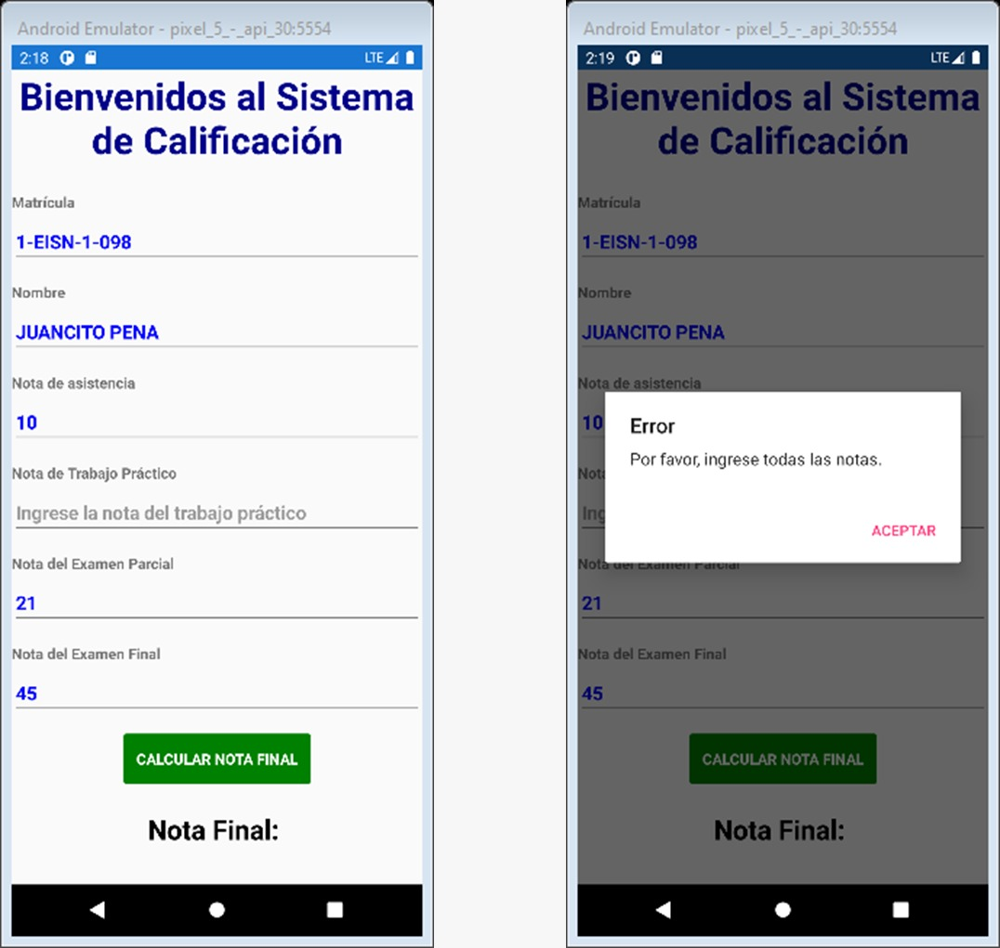 Android Emulator - pixel_5_-_api_30:5554
2:18
LTE
Bienvenidos al Sistema
de Calificación
Matrícula
1-EISN-1-098
Nombre
JUANCITO PENA
Nota de asistencia
10
Nota de Trabajo Práctico
Ingrese la nota del trabajo práctico
Nota del Examen Parcial
21
Nota del Examen Final
45
CALCULAR NOTA FINAL
Nota Final:
Android Emulator - pixel_5_-_api_30:5554
2:19
LTE
Bienvenidos al Sistema
de Calificación
Matrícula
1-EISN-1-098
Nombre
JUANCITO PENA
Nota de asistencia
10
Error
Por favor, ingrese todas las notas.
ACEPTAR
Nota del Examen Parcial
21
Nota del Examen Final
45
CALCULAR NOTA FINAL
Nota Final: